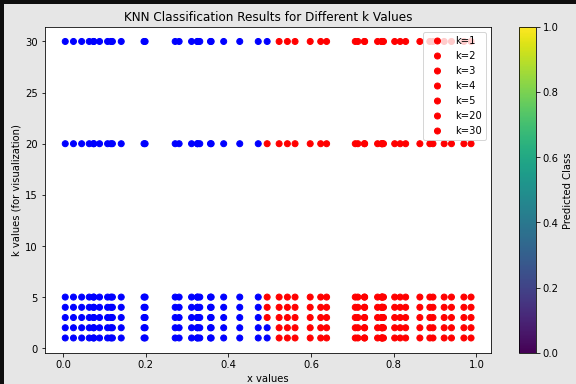 KNN Classification Results for Different k Values
30
25
20
15
10
5
0
k values (for visualization)
0.0 0.2 0.4 0.6 0.8 1.0
x values
k=1
k=2
k=3
k=4
k=5
k=20
k=30
1.0
0.8
0.6
0.4
0.2
0.0
Predicted Class